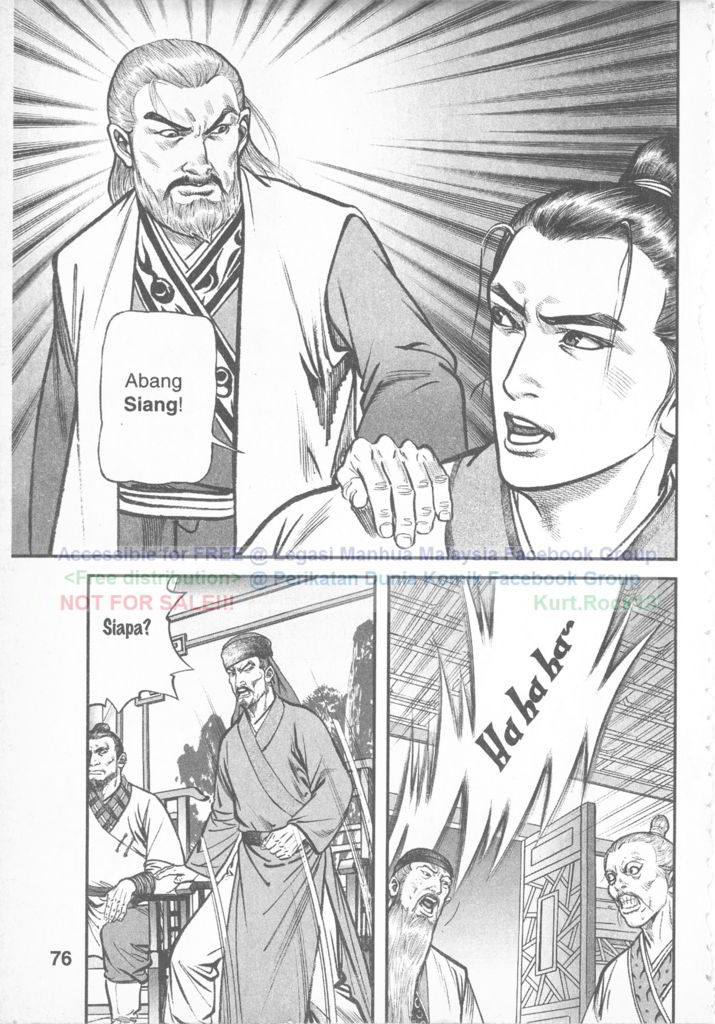 Abang
Siang!
Accessible for FREE @ Legasi Manhua Malaysia Facebook Group
<Free distribution> @ Perikatan Dunia Komik Facebook Group
NOT FOR SALE!!! Kurt.Rock13
Siapa?
Ha ha ha~
76